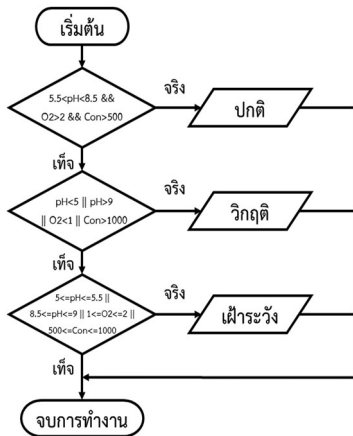 เริ่มต้น
5.5<pH<8.5 &&
O2>2 && Con>500
จริง
ปกติ
เท็จ
pH<5 || pH>9
|| O2<1 || Con>1000
จริง
วิกฤติ
เท็จ
5<=pH<=5.5 ||
8.5<=pH<=9 || 1<=O2<=2 ||
500<=Con<=1000
จริง
เฝ้าระวัง
เท็จ
จบการทำงาน